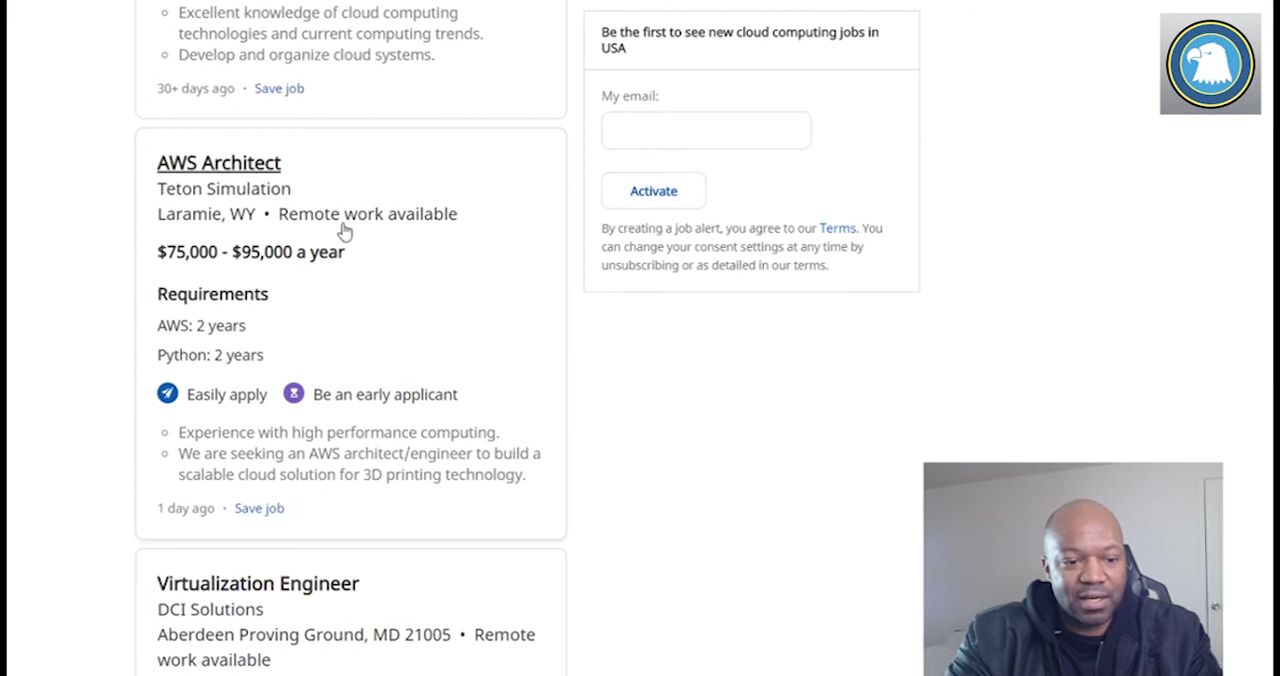 Excellent knowledge of cloud computing
technologies and current computing trends.
Develop and organize cloud systems.
30+ days ago · Save job
AWS Architect
Teton Simulation
Laramie, WY • Remote work available
$75,000 - $95,000 a year
Requirements
AWS: 2 years
Python: 2 years
Easily apply Be an early applicant
Experience with high performance computing.
We are seeking an AWS architect/engineer to build a
scalable cloud solution for 3D printing technology.
1 day ago · Save job
Virtualization Engineer
DCI Solutions
Aberdeen Proving Ground, MD 21005 • Remote
work available
Be the first to see new cloud computing jobs in
USA
My email:
Activate
By creating a job alert, you agree to our Terms. You
can change your consent settings at any time by
unsubscribing or as detailed in our terms.